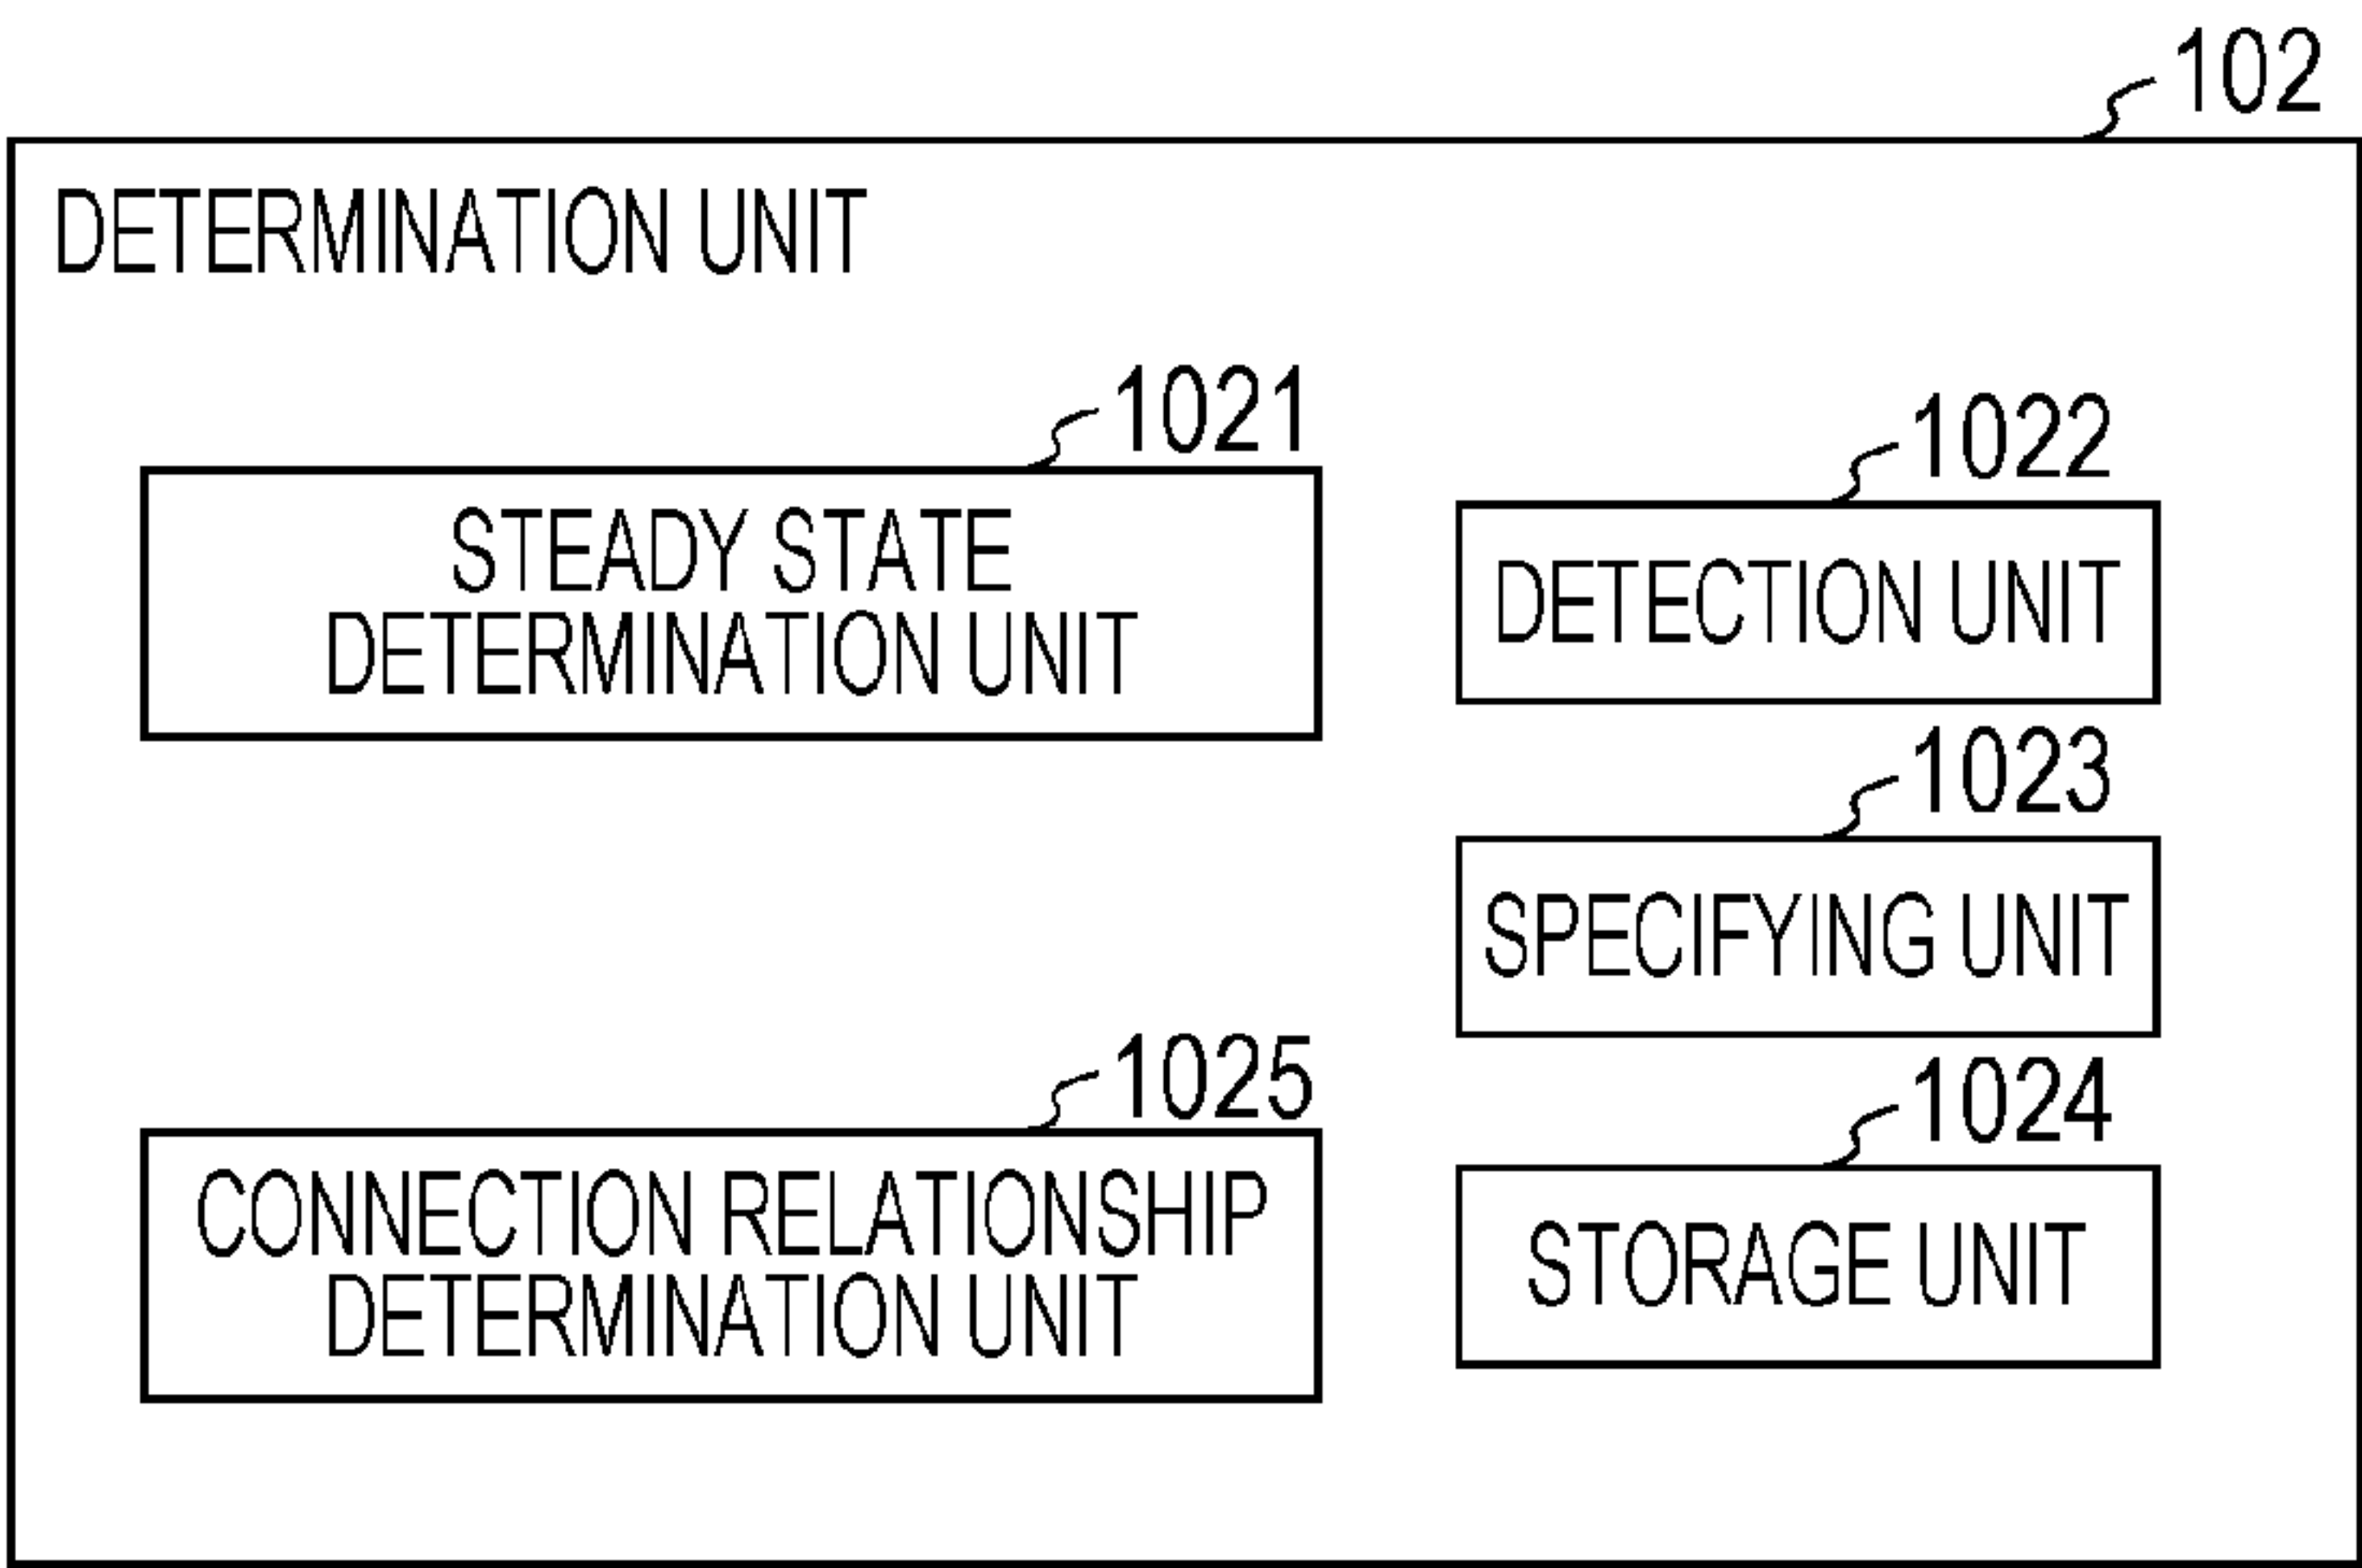 102
DETERMINATION UNIT
1021
STEADY STATE
DETERMINATION UNIT
1022
DETECTION UNIT
1023
SPECIFYING UNIT
1025
CONNECTION RELATIONSHIP
DETERMINATION UNIT
1024
STORAGE UNIT